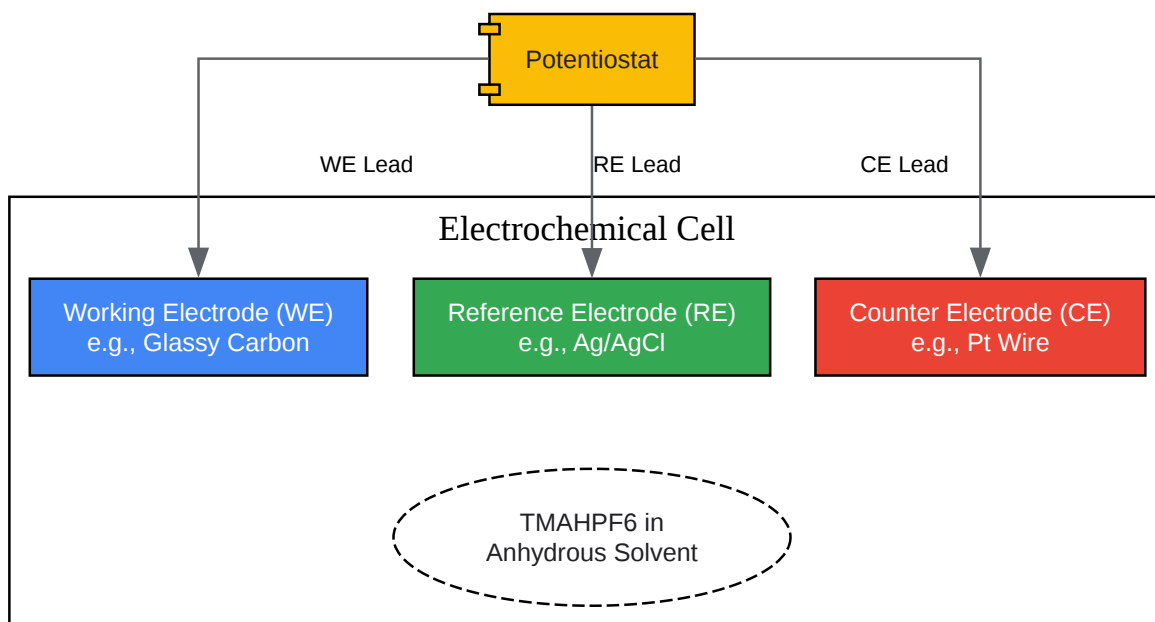 Potentiostat
WE Lead
RE Lead
CE Lead
Electrochemical Cell
Working Electrode (WE)
e.g., Glassy Carbon
Reference Electrode (RE)
e.g., Ag/AgCl
Counter Electrode (CE)
e.g., Pt Wire
TMAHPF6 in
Anhydrous Solvent